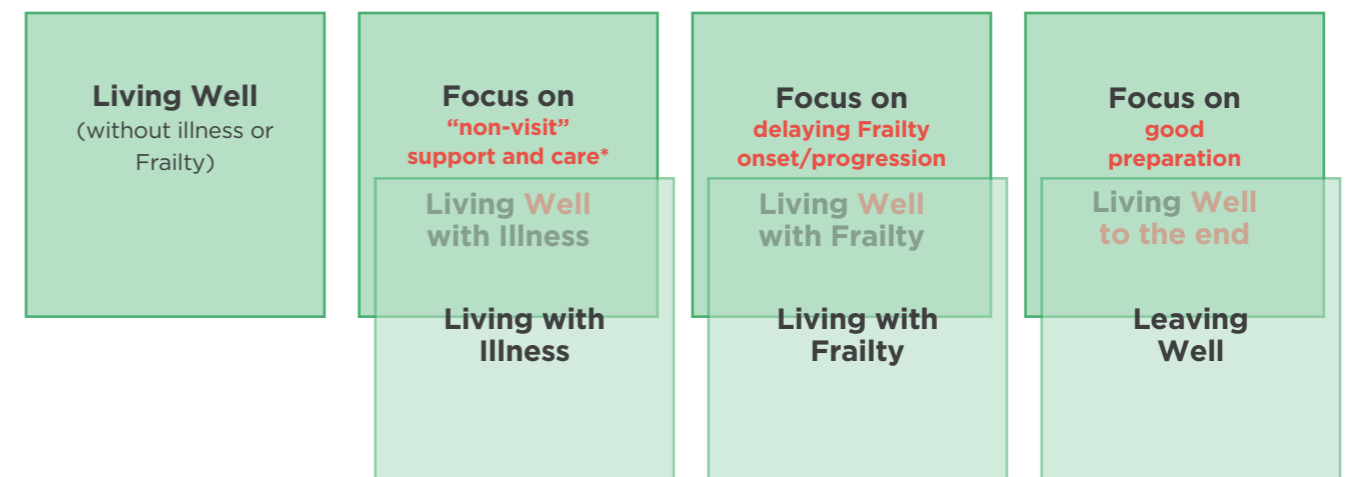 Living Well
(without illness or
Frailty)
Focus on
“non-visit”
support and care*
Living Well
with Illness
Living with
Illness
Focus on
delaying Frailty
onset/progression
Living Well
with Frailty
Living with
Frailty
Focus on
good
preparation
Living Well
to the end
Leaving
Well